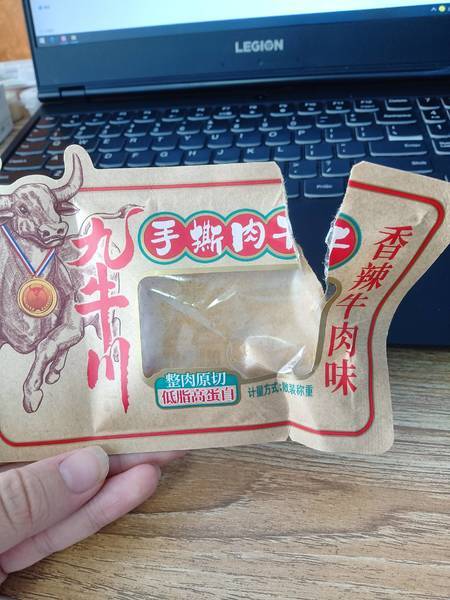 LEGION
九牛川
手撕肉干
香辣牛肉味
整肉原切
低脂高蛋白
计量方式:散装称重